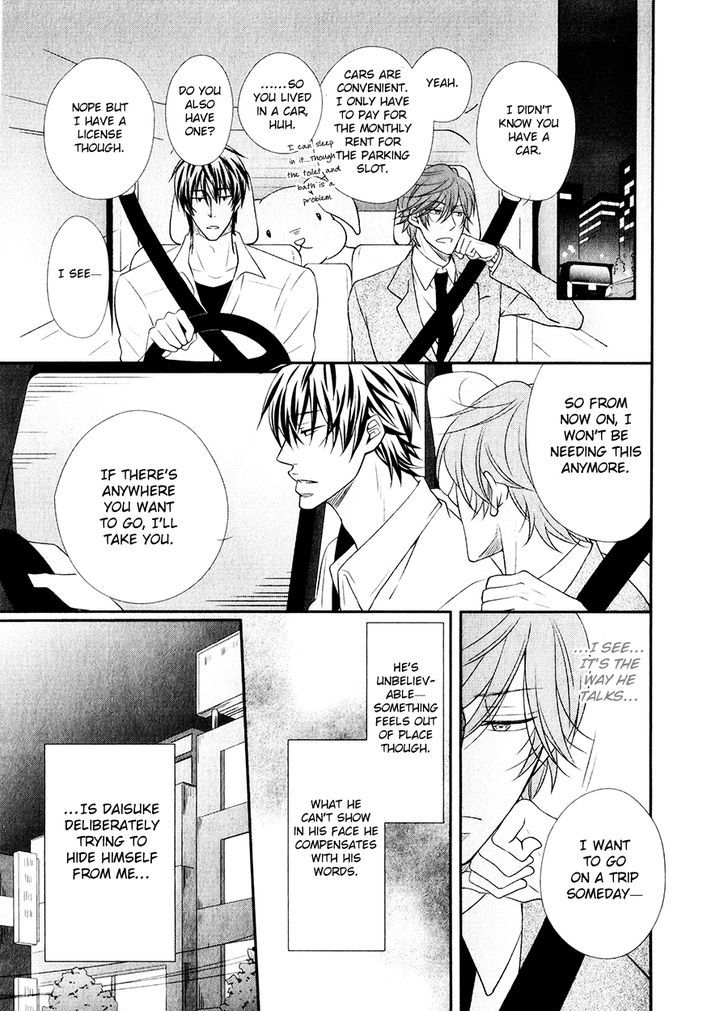 I DIDN'T
KNOW YOU
HAVE A
CAR.
YEAH.
CARS ARE
CONVENIENT.
I ONLY HAVE
TO PAY FOR
THE MONTHLY
RENT FOR
THE PARKING
SLOT.
......SO
YOU LIVED
IN A CAR,
HUH.
I can sleep
in it...Though
the toilet and
bath is a
problem
DO YOU
ALSO
HAVE
ONE?
NOPE BUT
I HAVE A
LICENSE
THOUGH.
I SEE—
SO FROM
NOW ON, I
WON'T BE
NEEDING THIS
ANYMORE.
IF THERE'S
ANYWHERE
YOU WANT
TO GO, I'LL
TAKE YOU.
...I SEE...
IT'S THE
WAY HE
TALKS...
I WANT
TO GO
ON A TRIP
SOMEDAY—
HE'S
UNBELIEV-
ABLE—
SOMETHING
FEELS OUT
OF PLACE
THOUGH.
WHAT HE
CAN'T SHOW
IN HIS FACE HE
COMPENSATES
WITH HIS
WORDS.
...IS DAISUKE
DELIBERATELY
TRYING TO
HIDE HIMSELF
FROM ME...